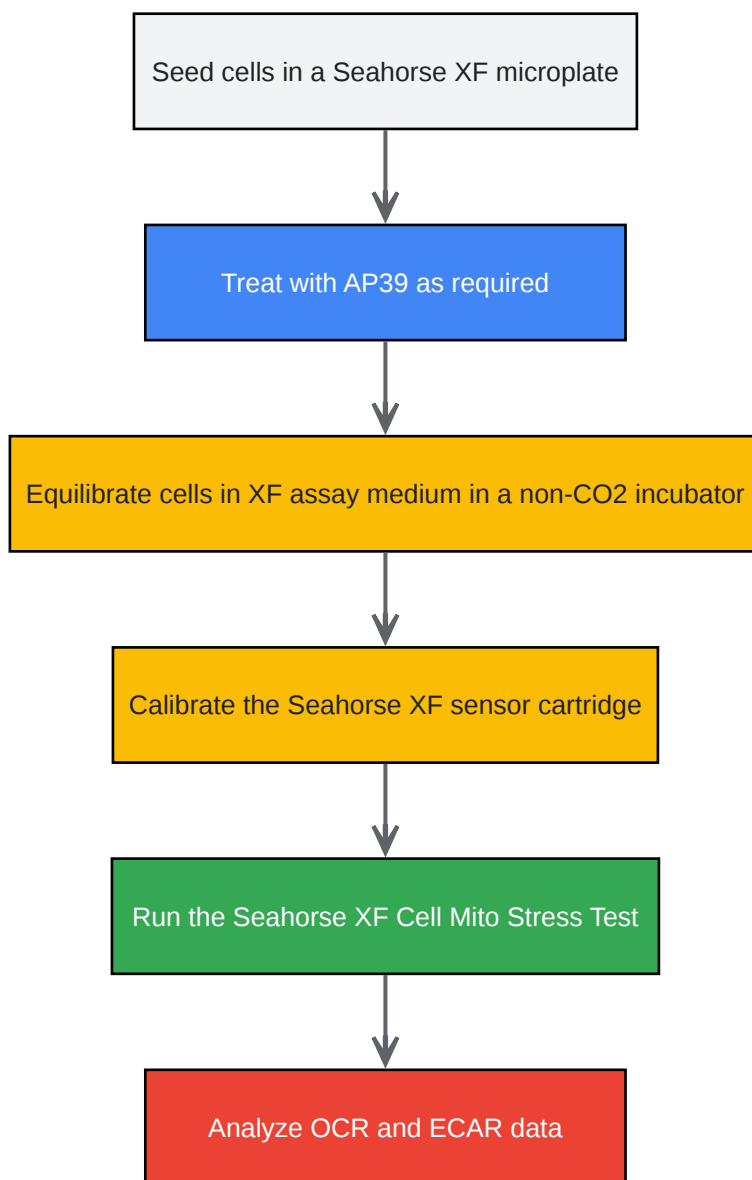 Seed cells in a Seahorse XF microplate
Treat with AP39 as required
Equilibrate cells in XF assay medium in a non-CO2 incubator
Calibrate the Seahorse XF sensor cartridge
Run the Seahorse XF Cell Mito Stress Test
Analyze OCR and ECAR data